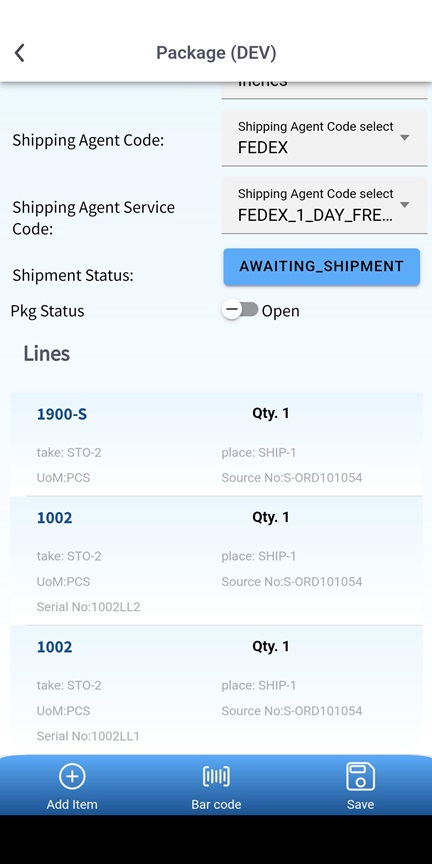 Package (DEV)
Inches
Shipping Agent Code:
Shipping Agent Code select
FEDEX
Shipping Agent Service
Code:
Shipping Agent Code select
FEDEX_1_DAY_FRE...
Shipment Status:
AWAITING_SHIPMENT
Pkg Status
Open
Lines
1900-S
Qty. 1
take: STO-2
place: SHIP-1
UoM:PCS
Source No:S-ORD101054
1002
Qty. 1
take: STO-2
place: SHIP-1
UoM:PCS
Source No:S-ORD101054
Serial No:1002LL2
1002
Qty. 1
take: STO-2
place: SHIP-1
UoM:PCS
Source No:S-ORD101054
Serial No:1002LL1
Add Item
Bar code
Save